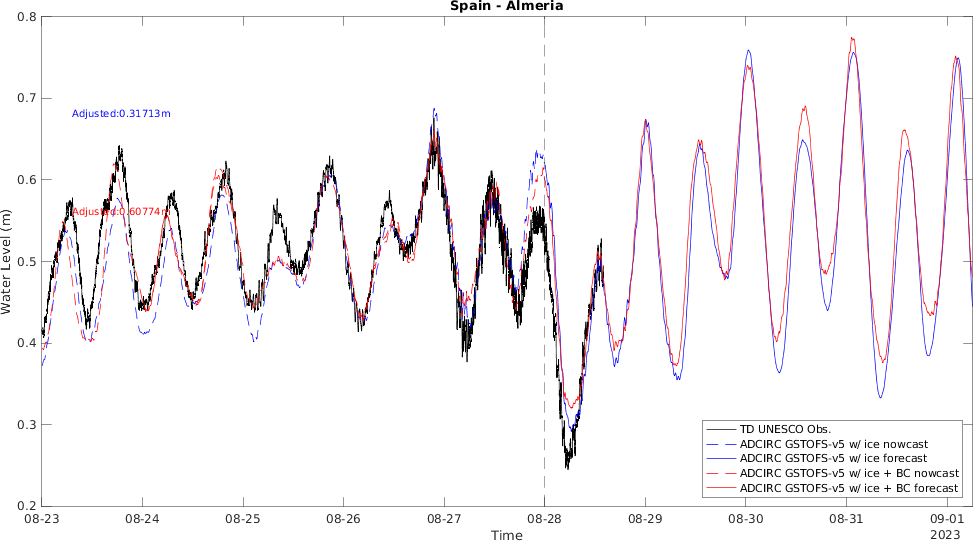 Spain - Almeria
0.8
0.7
0.6
0.5
0.4
0.3
0.2
Water Level (m)
Adjusted:0.31713m
Adjusted:0.60774m
TD UNESCO Obs.
ADCIRC GSTOFS-v5 w/ ice nowcast
ADCIRC GSTOFS-v5 w/ ice forecast
ADCIRC GSTOFS-v5 w/ ice + BC nowcast
ADCIRC GSTOFS-v5 w/ ice + BC forecast
08-23 08-24 08-25 08-26 08-27 08-28 08-29 08-30 08-31 09-01
2023
Time